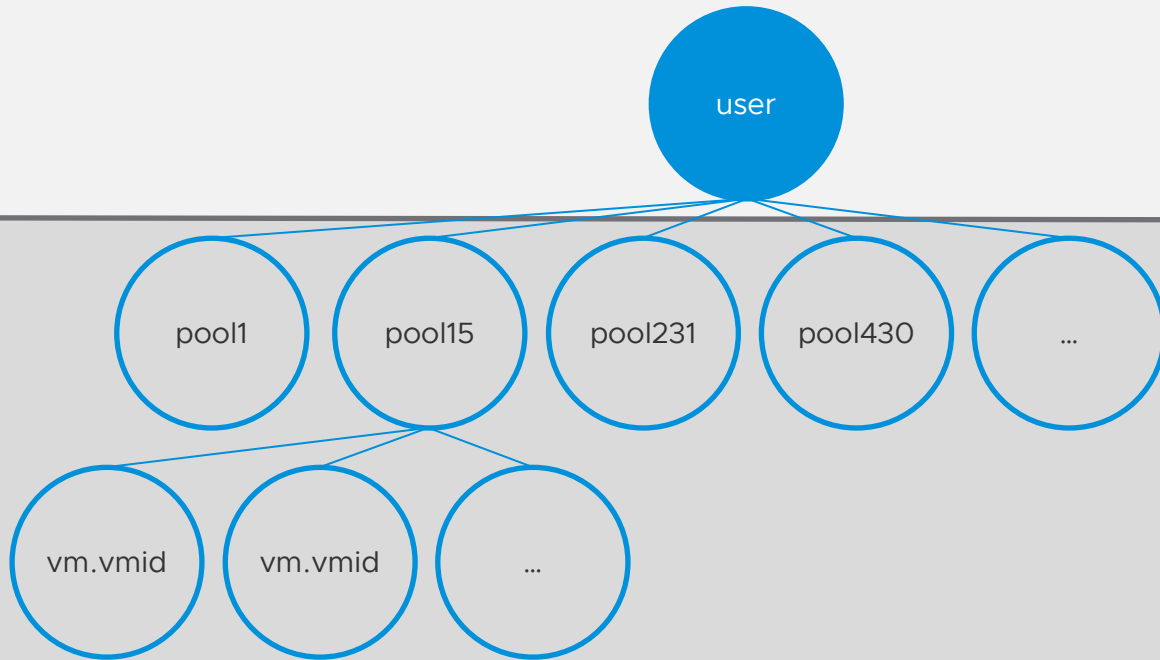 user
pool1
pool15
pool231
pool430
...
vm.vmid
vm.vmid
...